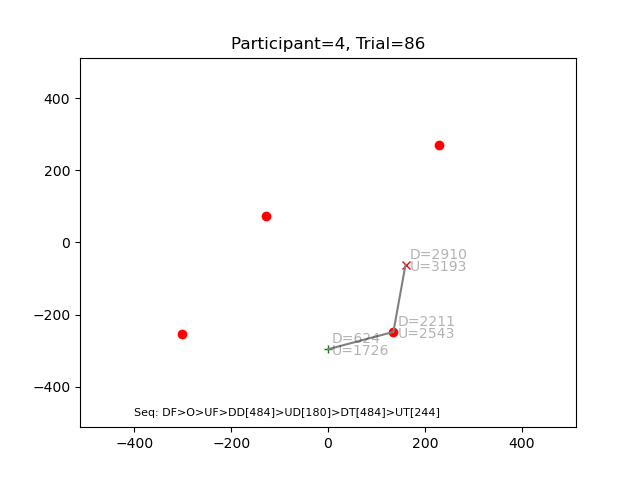 Participant=4, Trial=86
400
200
0
−200
−400
D=2910
U=3193
D=2211
U=2543
D=624
U=1726
Seq: DF>O>UF>DD[484]>UD[180]>DT[484]>UT[244]
−400 −200 0 200 400